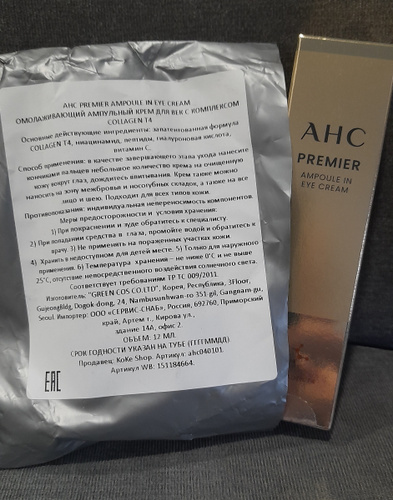 AHC PREMIER AMPOULE IN EYE CREAM
ОМОЛАЖИВАЮЩИЙ АМПУЛЬНЫЙ КРЕМ ДЛЯ ВЕК С КОМПЛЕКСОМ
COLLAGEN T4
Основные действующие ингредиенты: запатентованная формула
COLLAGEN T4, ниацинамид, пептиды, гиалуроновая кислота,
витамин С.
Способ применения: в качестве завершающего этапа ухода нанесите
кончиками пальцев небольшое количество крема на очищенную
кожу вокруг глаз, дождитесь впитывания. Крем также можно
наносить на зону межбровья и носогубных складок, а также на все
лицо и шею. Подходит для всех типов кожи.
Противопоказания: индивидуальная непереносимость компонентов
Меры предосторожности и условия хранения:
1) При покраснении и зуде обратитесь к специалисту
2) При попадании средства в глаза, промойте водой и обратитесь к
врачу. 3) Не применять на пораженных участках кожи.
4) Хранить в недоступном для детей месте. 5) Только для наружного
применения. 6) Температура хранения – не ниже 0°С и не выше
25°С, отсутствие непосредственного воздействия солнечного света.
Соответствует требованиям ТР ТС 009/2011.
Изготовитель: "GREEN COS CO.LTD", Корея, Республика, 3Floor,
Gujeongbldg, Dogok-dong, 24, Nambusunhwan-ro 351-gil, Gangnam-gu,
Seoul. Импортер: ООО «СЕРВИС-СНАБ», Россия, 692760, Приморский
край, Артем г., Кирова ул.,
здание 14А, офис 2.
ОБЪЕМ: 12 МЛ.
СРОК ГОДНОСТИ УКАЗАН НА ТУБЕ (ГГГГММДД)
Продавец: KoKe Shop. Артикул: ahc040101.
Артикул WB: 151184664.
EAC
AHC
PREMIER
AMPOULE IN
EYE CREAM